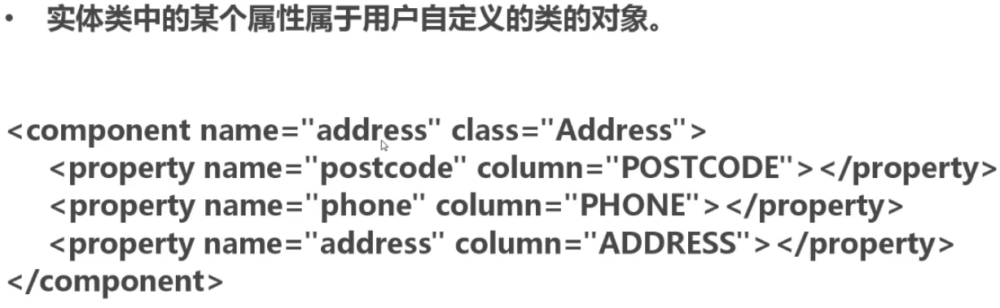 • 实体类中的某个属性属于用户自定义的类的对象。
<component name="address" class="Address">
<property name="postcode" column="POSTCODE"></property>
<property name="phone" column="PHONE"></property>
<property name="address" column="ADDRESS"></property>
</component>